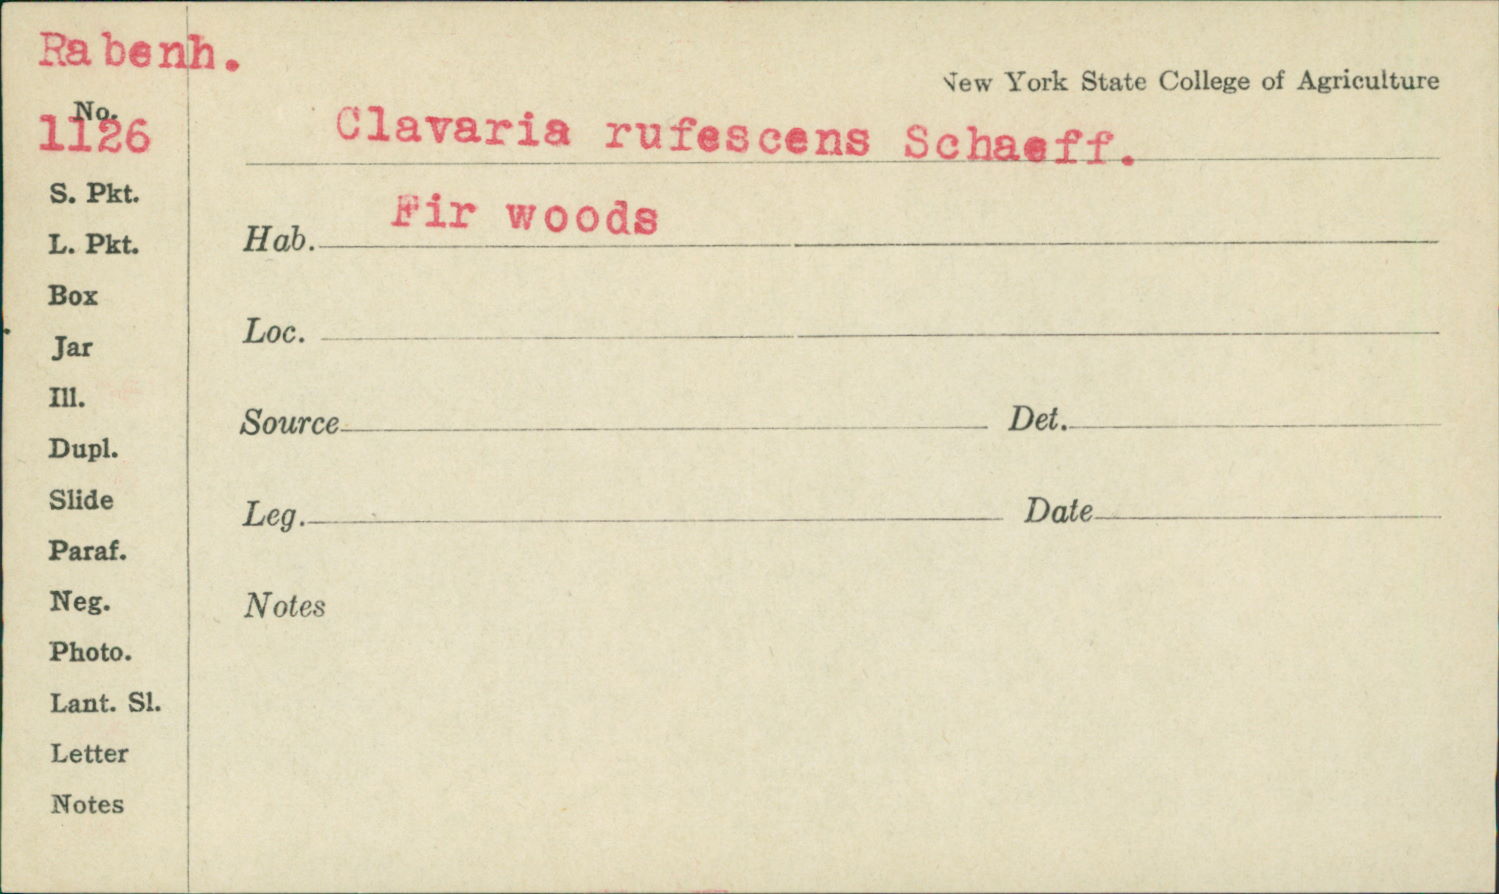 Rabenh.
New York State College of Agriculture
No.
1126
Clavaria rufescens Schaeff.
S. Pkt.
Hab. Fir woods
L. Pkt.
Box
Loc.
Jar
Ill.
Source Det.
Dupl.
Slide
Leg. Date
Paraf.
Neg.
Notes
Photo.
Lant. Sl.
Letter
Notes